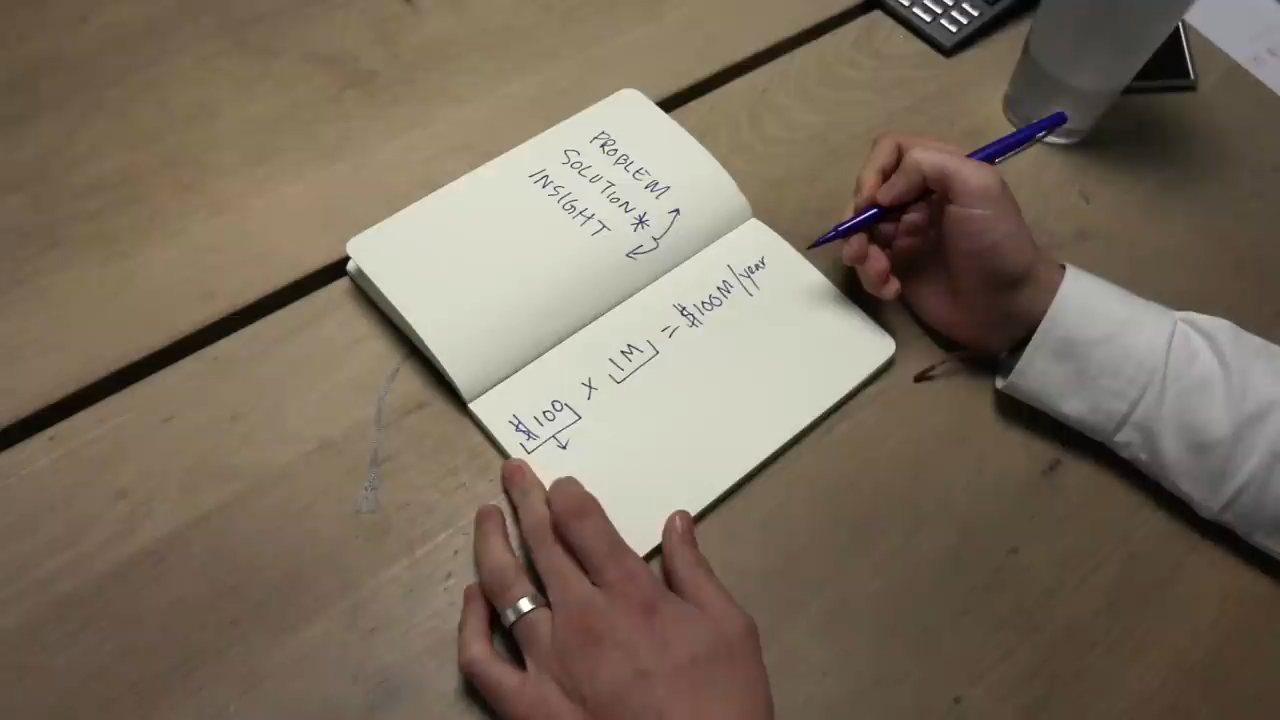 PROBLEM
SOLUTION*
INSIGHT
$100 x 1M = $100M/year